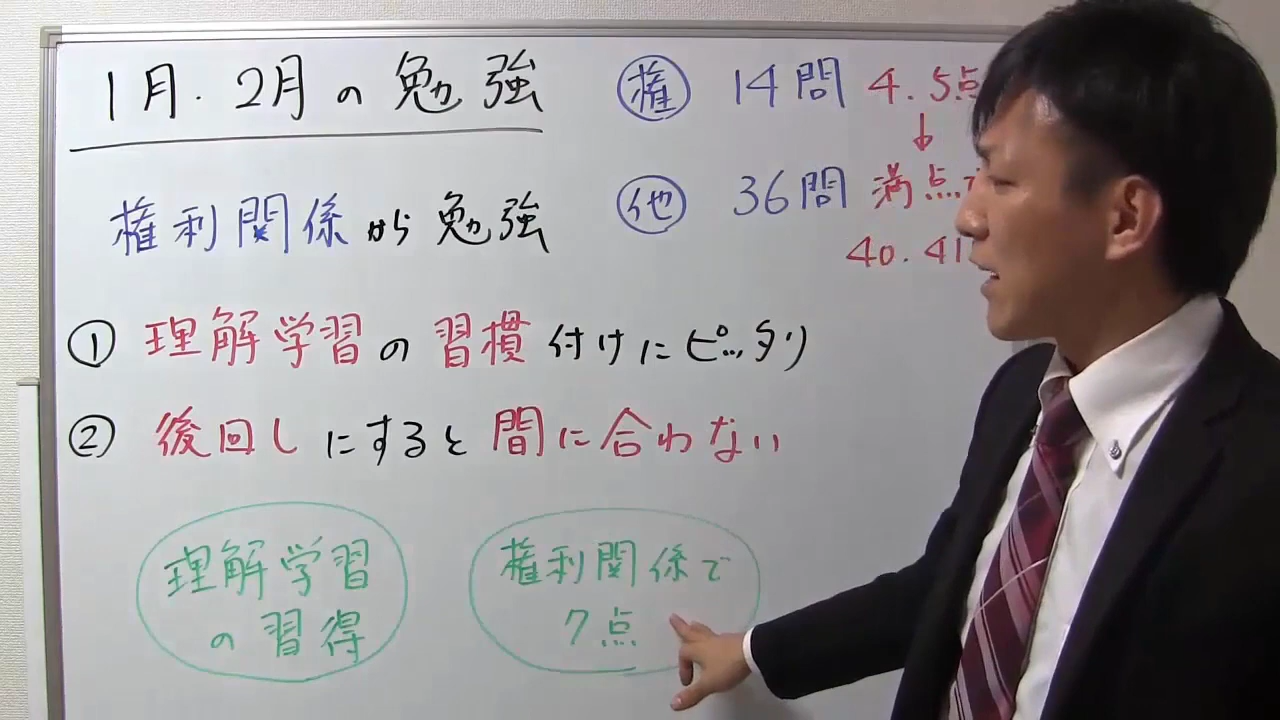 1月.2月の勉強
権利関係から勉強
① 理解学習の習慣付けにピッタリ
② 後回しにすると間に合わない
理解学習
の習得
権利関係で
7点
権 14問 4.5点
↓
他 36問 満点で
40.41